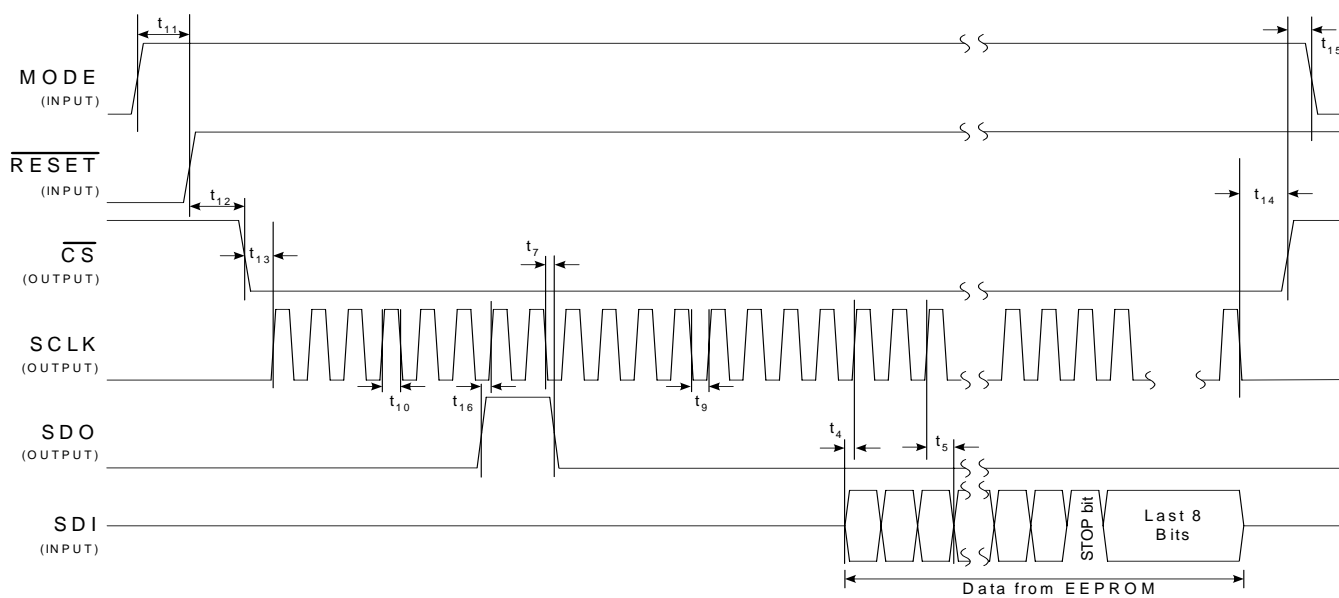 t11
t15
MODE
(INPUT)
RESET
(INPUT)
t12
t14
CS
(OUTPUT)
t13
t7
SCLK
(OUTPUT)
t10
t16
t9
SDO
(OUTPUT)
t4
t5
SDI
(INPUT)
STOP bit
Last 8
Bits
Data from EEPROM